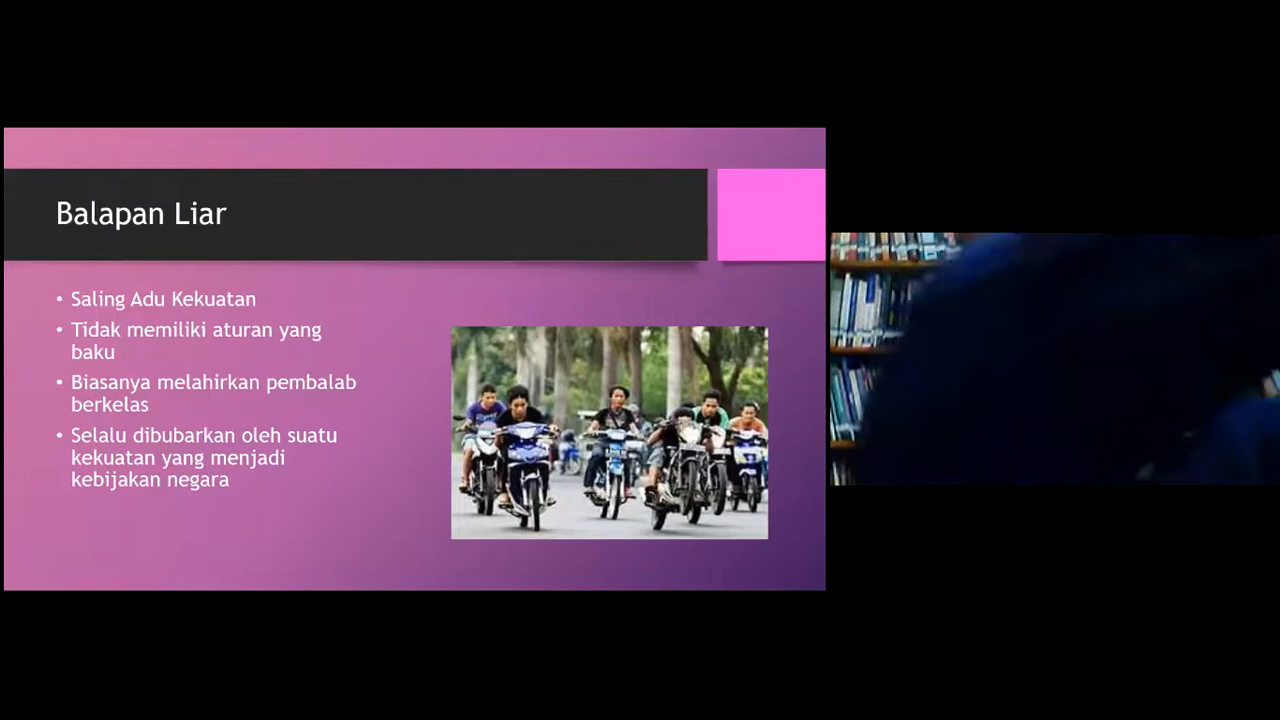 Balapan Liar
• Saling Adu Kekuatan
• Tidak memiliki aturan yang
baku
• Biasanya melahirkan pembalab
berkelas
• Selalu dibubarkan oleh suatu
kekuatan yang menjadi
kebijakan negara